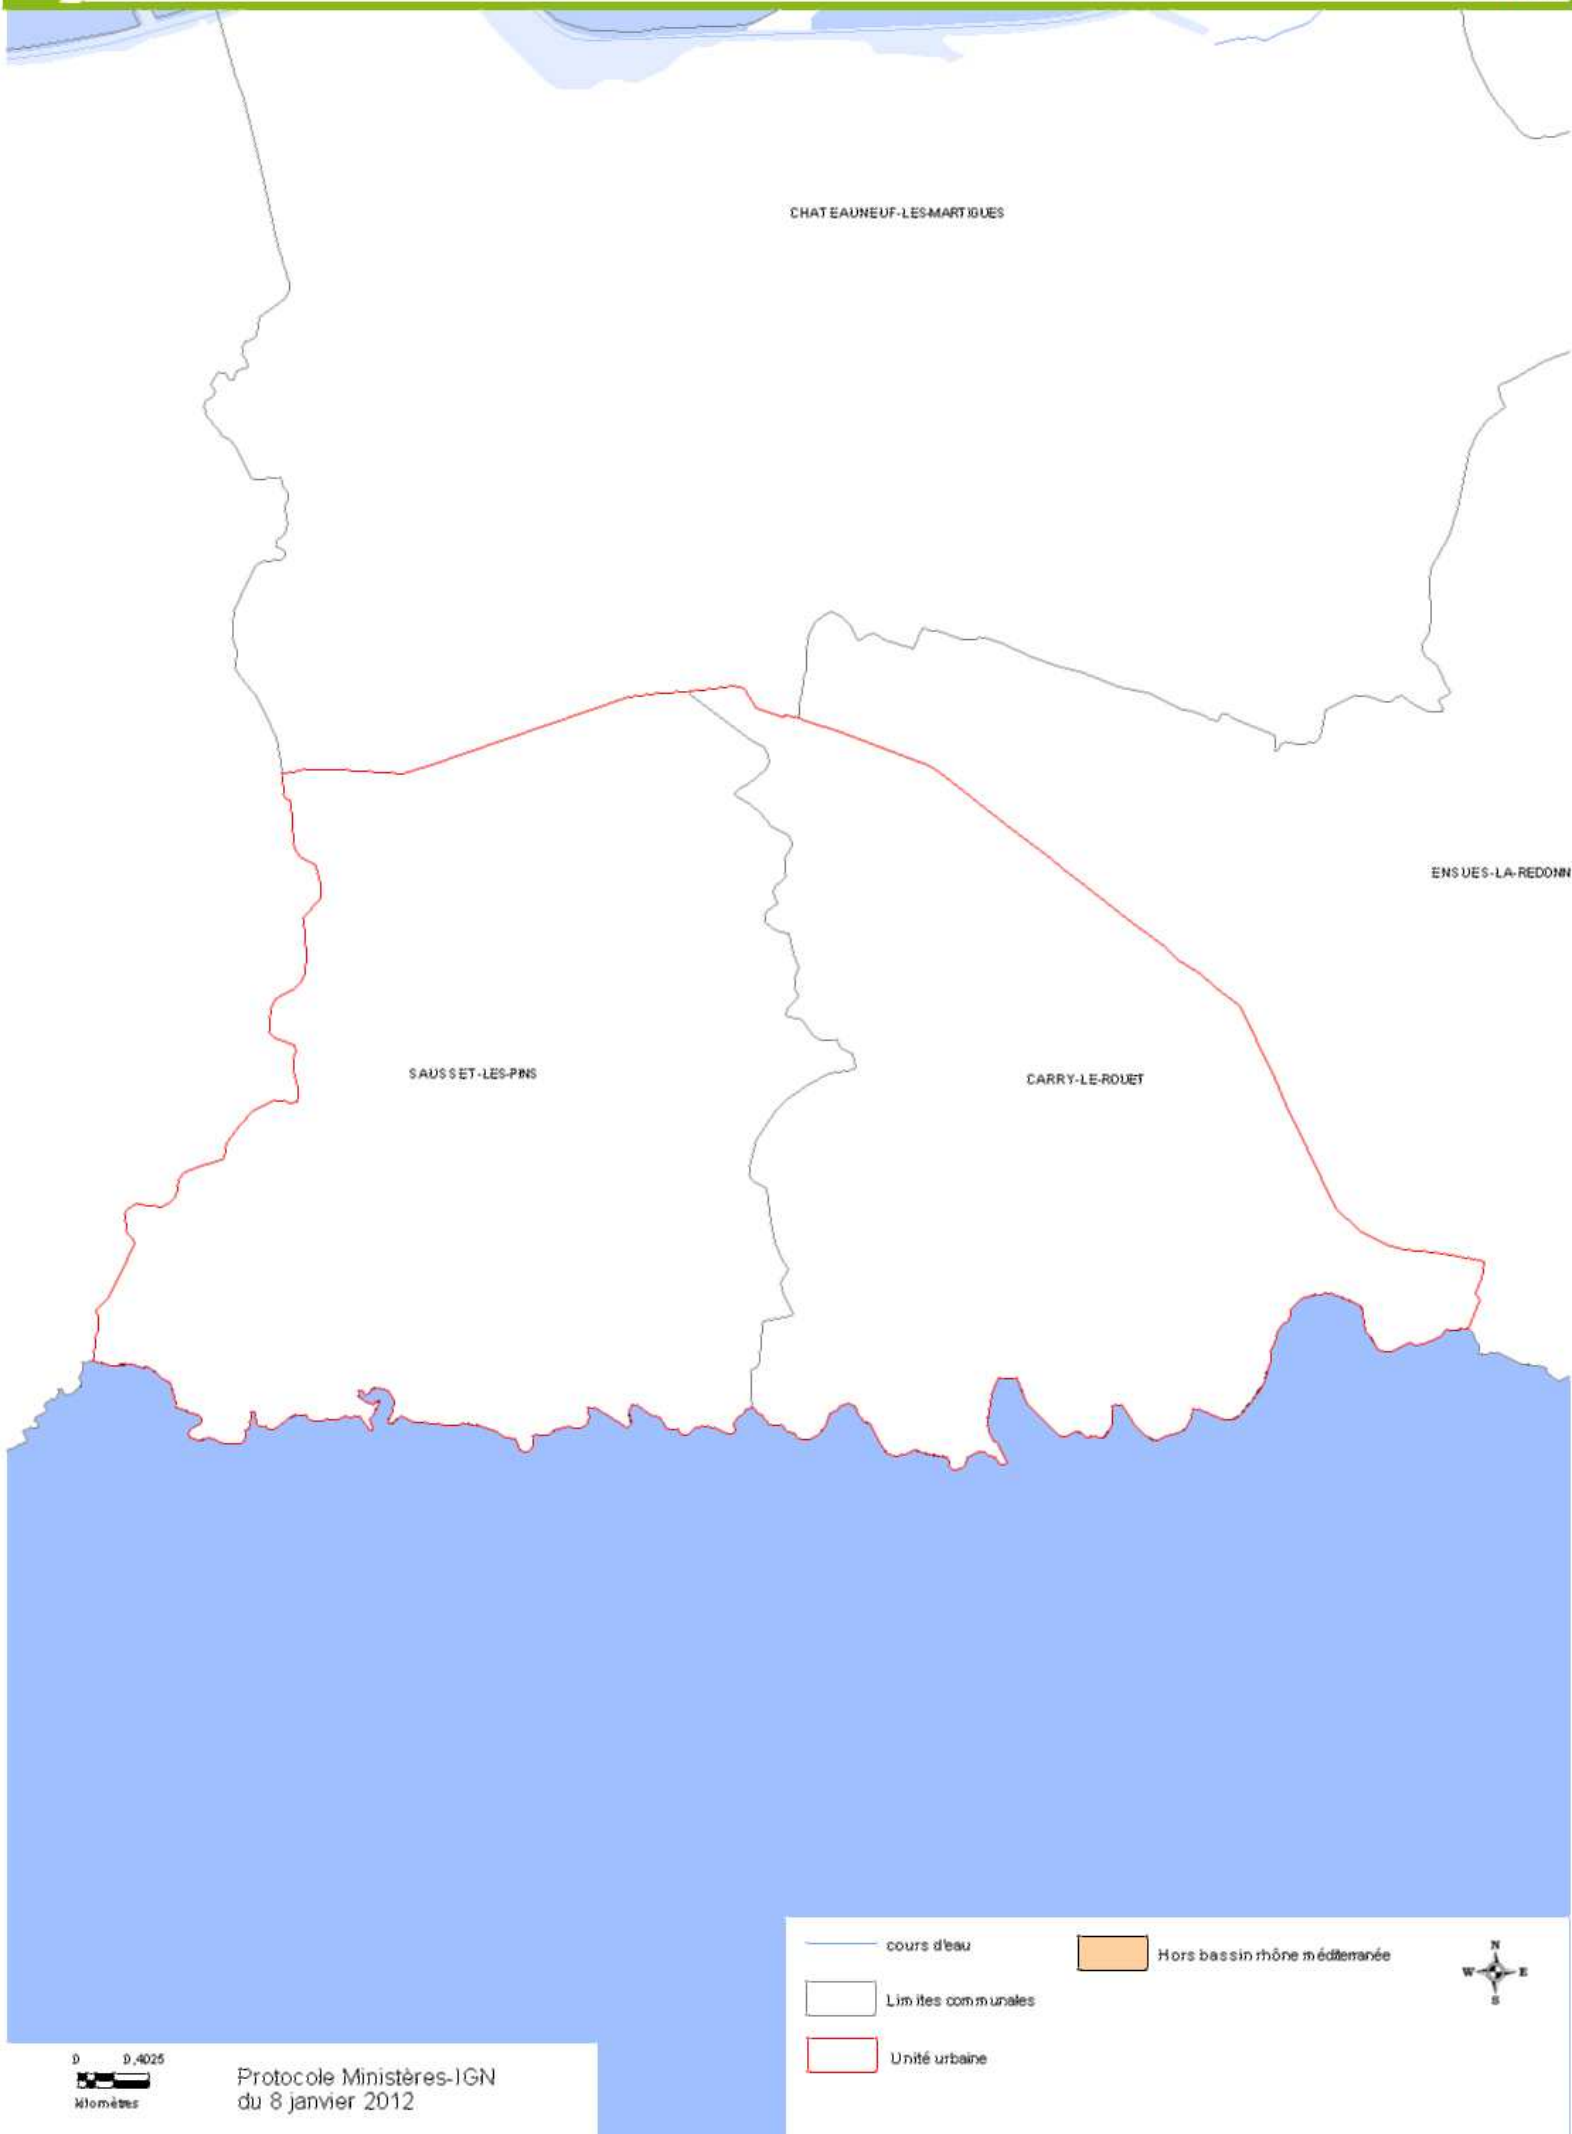 CHATEAUNEUF-LES-MARTIGUES
ENSUES-LA-REDONN
SAUSSET-LES-PINS
CARRY-LE-ROUET
cours d'eau
Hors bassin rhône méditerranée
Limites communales
Unité urbaine
N
W E
S
0 0,4025
kilomètres
Protocole Ministères-IGN
du 8 janvier 2012